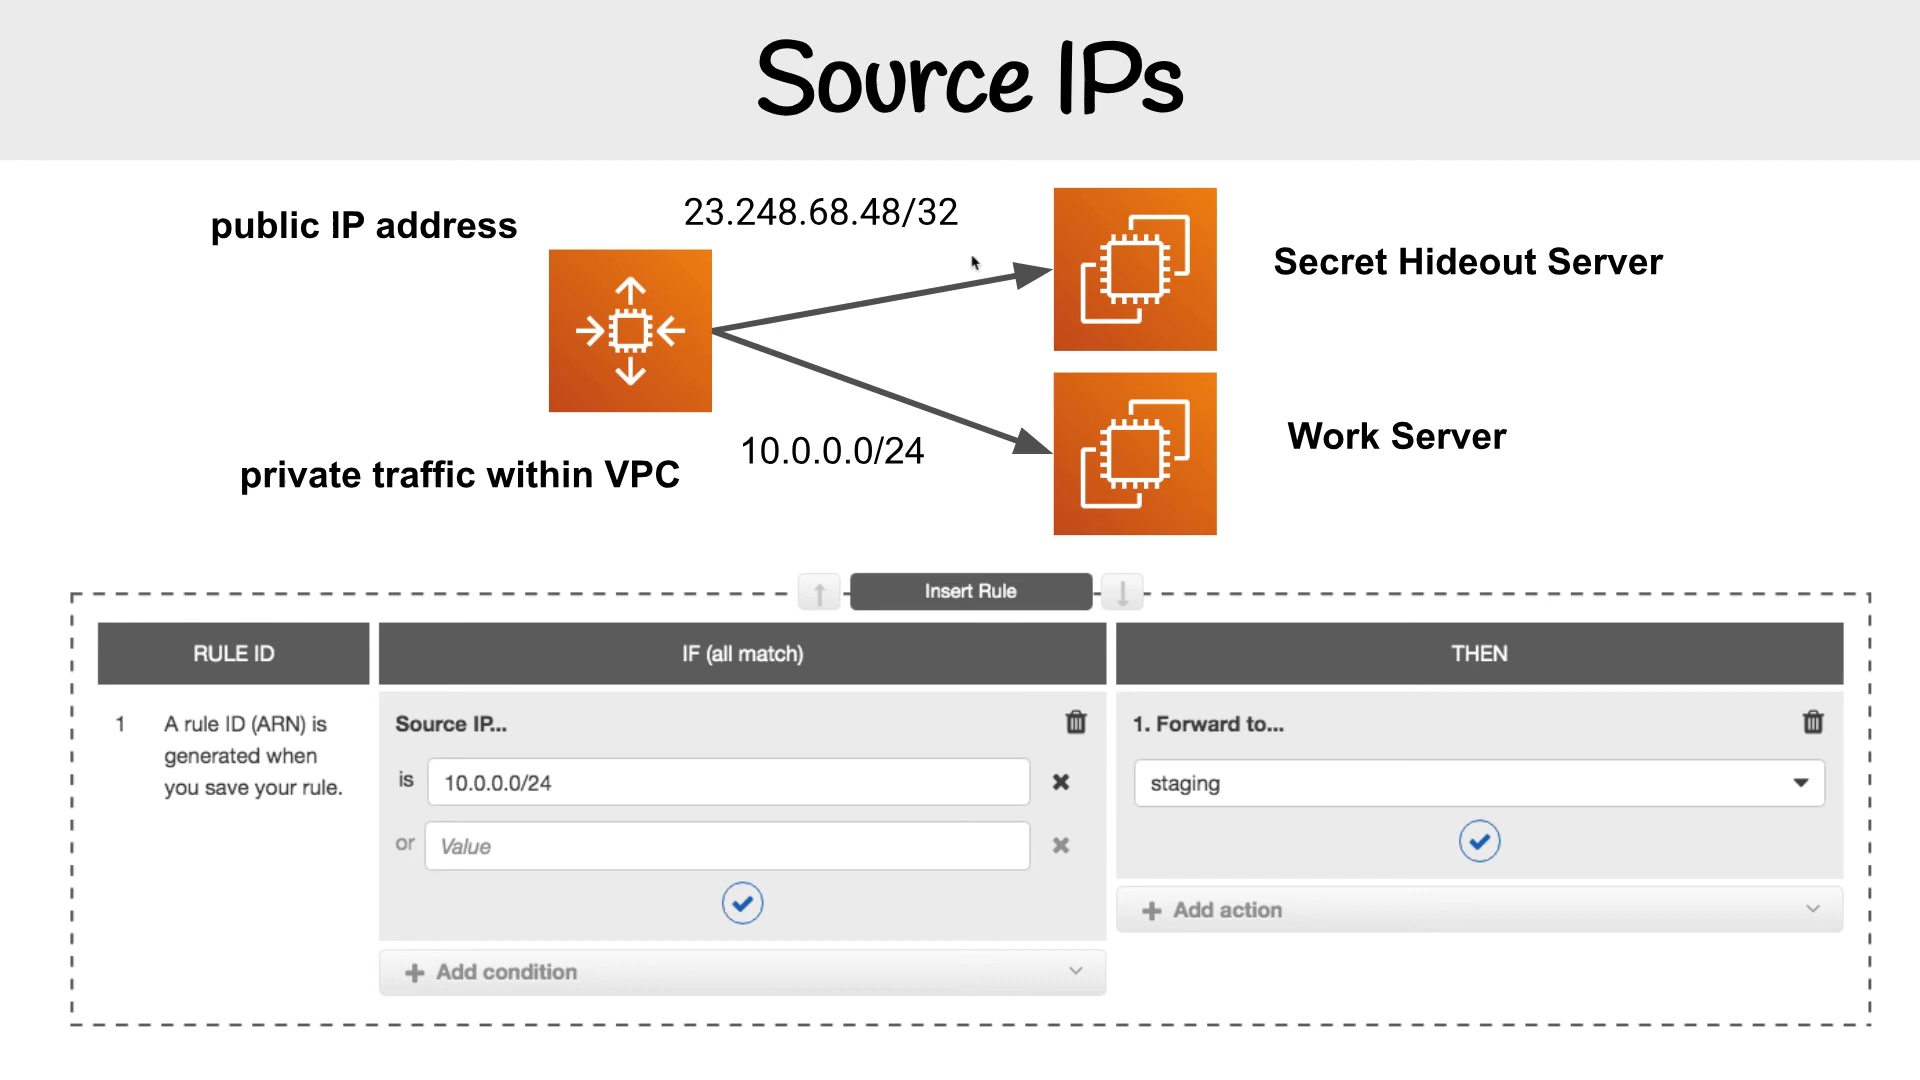 Source IPs
public IP address
23.248.68.48/32
Secret Hideout Server
private traffic within VPC
10.0.0.0/24
Work Server
Insert Rule
RULE ID
IF (all match)
THEN
1
A rule ID (ARN) is
generated when
you save your rule.
Source IP...
is
10.0.0.0/24
or
Value
Add condition
1. Forward to...
staging
Add action